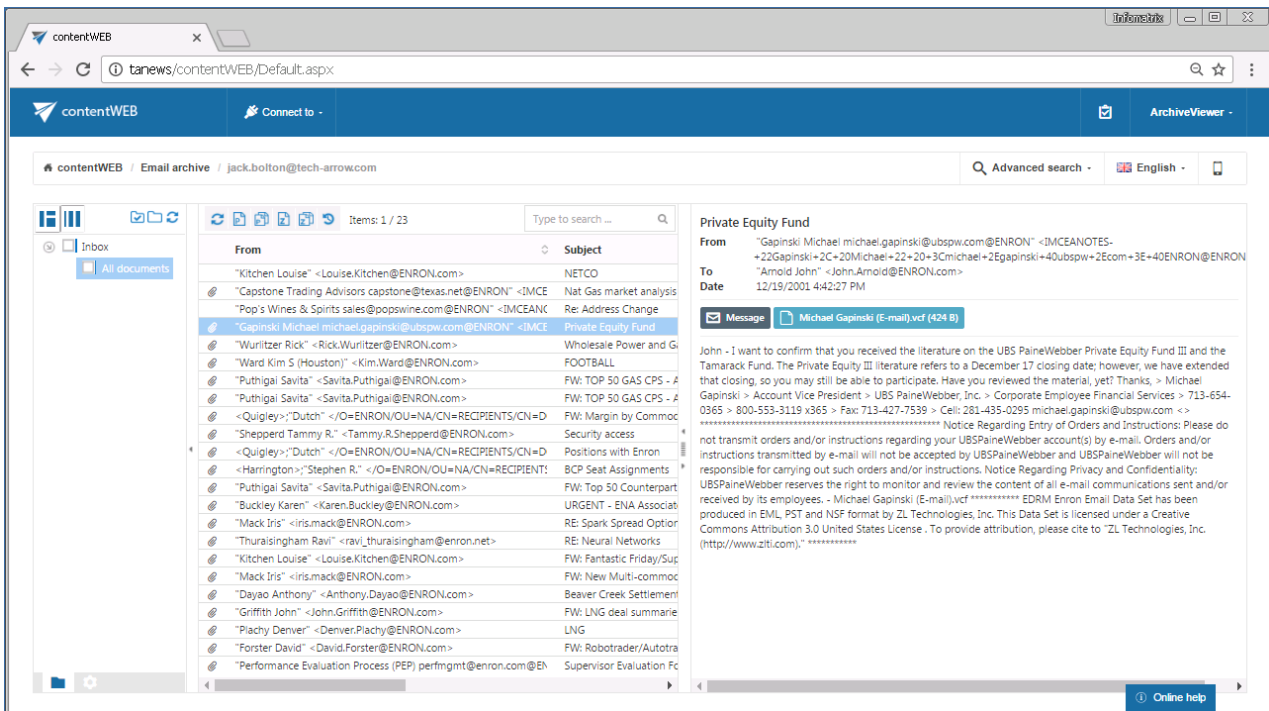 Infomatrix
contentWEB
tanews/contentWEB/Default.aspx
contentWEB
Connect to -
ArchiveViewer -
contentWEB / Email archive / jack.bolton@tech-arrow.com
Advanced search -
English -
Inbox
All documents
Items: 1 / 23
Type to search ...
From Subject
"Kitchen Louise" <Louise.Kitchen@ENRON.com> NETCO
"Capstone Trading Advisors capstone@texas.net@ENRON" <IMCE Nat Gas market analysis
"Pop's Wines & Spirits sales@popswine.com@ENRON" <IMCEANO Re: Address Change
"Gapinski Michael michael.gapinski@ubspw.com@ENRON" <IMCE Private Equity Fund
"Wurlitzer Rick" <Rick.Wurlitzer@ENRON.com> Wholesale Power and Ga
"Ward Kim S (Houston)" <Kim.Ward@ENRON.com> FOOTBALL
"Puthigai Savita" <Savita.Puthigai@ENRON.com> FW: TOP 50 GAS CPS - A
"Puthigai Savita" <Savita.Puthigai@ENRON.com> FW: TOP 50 GAS CPS - A
<Quigley>;"Dutch" </O=ENRON/OU=NA/CN=RECIPIENTS/CN=D FW: Margin by Commod
"Shepperd Tammy R." <Tammy.R.Shepperd@ENRON.com> Security access
<Quigley>;"Dutch" </O=ENRON/OU=NA/CN=RECIPIENTS/CN=D Positions with Enron
<Harrington>;"Stephen R." </O=ENRON/OU=NA/CN=RECIPIENTS BCP Seat Assignments
"Puthigai Savita" <Savita.Puthigai@ENRON.com> FW: Top 50 Counterpart
"Buckley Karen" <Karen.Buckley@ENRON.com> URGENT - ENA Associat
"Mack Iris" <iris.mack@ENRON.com> RE: Spark Spread Option
"Thuraisingham Ravi" <ravi_thuraisingham@enron.net> RE: Neural Networks
"Kitchen Louise" <Louise.Kitchen@ENRON.com> FW: Fantastic Friday/Sup
"Mack Iris" <iris.mack@ENRON.com> FW: New Multi-commod
"Dayao Anthony" <Anthony.Dayao@ENRON.com> Beaver Creek Settlement
"Griffith John" <John.Griffith@ENRON.com> FW: LNG deal summarie
"Plachy Denver" <Denver.Plachy@ENRON.com> LNG
"Forster David" <David.Forster@ENRON.com> FW: Robotrader/Autotra
"Performance Evaluation Process (PEP) perfmgmt@enron.com@EN Supervisor Evaluation Fo
Private Equity Fund
From "Gapinski Michael michael.gapinski@ubspw.com@ENRON" <IMCEANOTES-
+22Gapinski+2C+20Michael+22+20+3Cmichael+2Egapinski+40ubspw+2Ecom+3E+40ENRON@ENRON
To "Arnold John" <John.Arnold@ENRON.com>
Date 12/19/2001 4:42:27 PM
Message
Michael Gapinski (E-mail).vcf (424 B)
John - I want to confirm that you received the literature on the UBS PaineWebber Private Equity Fund III and the
Tamarack Fund. The Private Equity III literature refers to a December 17 closing date; however, we have extended
that closing, so you may still be able to participate. Have you reviewed the material, yet? Thanks, > Michael
Gapinski > Account Vice President > UBS PaineWebber, Inc. > Corporate Employee Financial Services > 713-654-
0365 > 800-553-3119 x365 > Fax: 713-427-7539 > Cell: 281-435-0295 michael.gapinski@ubspw.com <>
****************************************************** Notice Regarding Entry of Orders and Instructions: Please do
not transmit orders and/or instructions regarding your UBSPaineWebber account(s) by e-mail. Orders and/or
instructions transmitted by e-mail will not be accepted by UBSPaineWebber and UBSPaineWebber will not be
responsible for carrying out such orders and/or instructions. Notice Regarding Privacy and Confidentiality:
UBSPaineWebber reserves the right to monitor and review the content of all e-mail communications sent and/or
received by its employees. - Michael Gapinski (E-mail).vcf *********** EDRM Enron Email Data Set has been
produced in EML, PST and NSF format by ZL Technologies, Inc. This Data Set is licensed under a Creative
Commons Attribution 3.0 United States License . To provide attribution, please cite to "ZL Technologies, Inc.
(http://www.zlti.com)." ***********
Online help